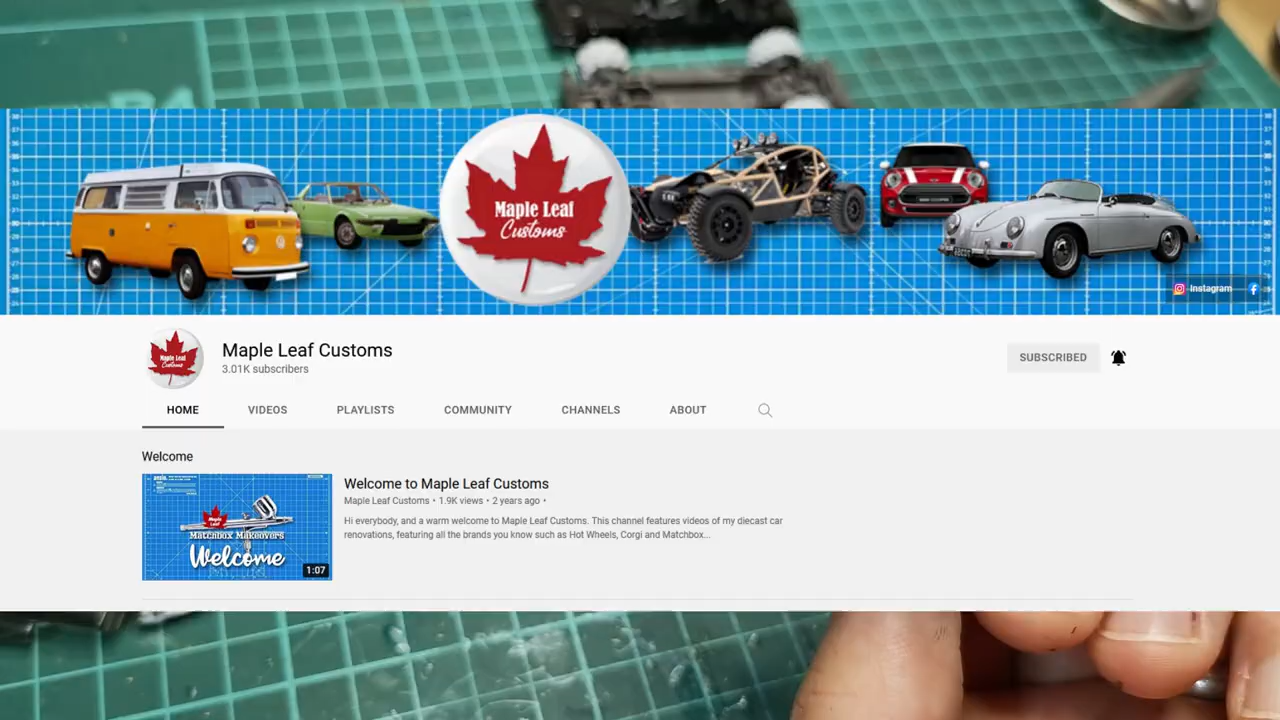 Maple Leaf
Customs
Instagram
Maple Leaf
Customs
Maple Leaf Customs
3.01K subscribers
SUBSCRIBED
HOME VIDEOS PLAYLISTS COMMUNITY CHANNELS ABOUT
Welcome
Matchbox Makeovers
Welcome
1:07
Welcome to Maple Leaf Customs
Maple Leaf Customs • 1.9K views • 2 years ago •
Hi everybody, and a warm welcome to Maple Leaf Customs. This channel features videos of my diecast car
renovations, featuring all the brands you know such as Hot Wheels, Corgi and Matchbox...